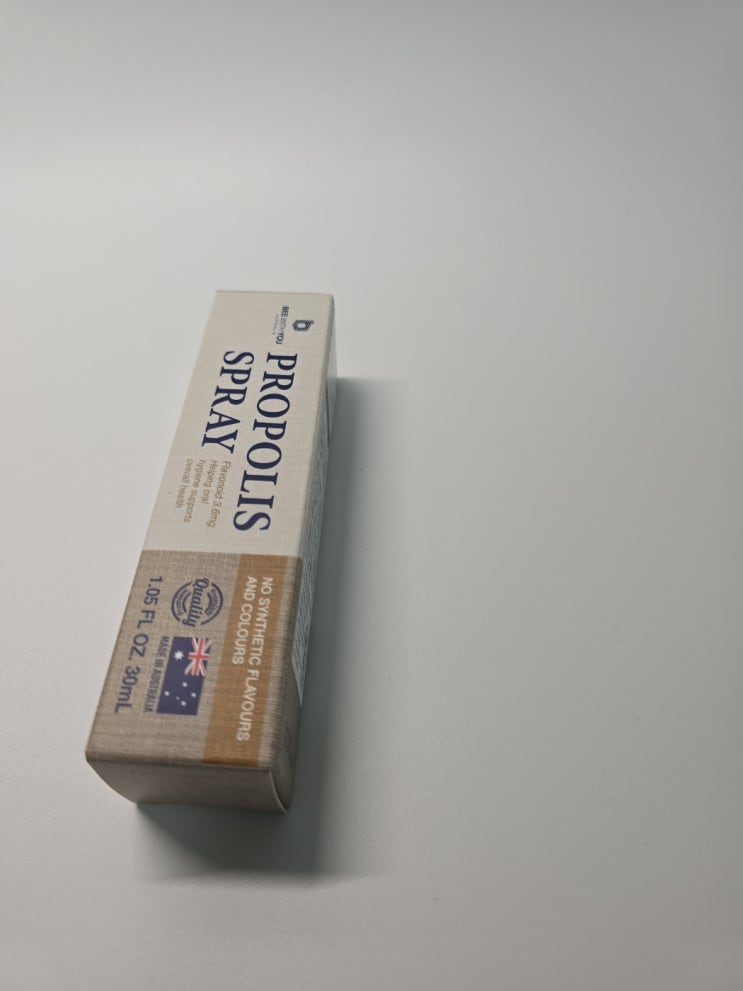 b
BEE WITH YOU
AUSTRALIA
PROPOLIS
SPRAY
Flavonoid 3.6mg
Helping oral
hygiene supports
overall health
NO SYNTHETIC FLAVOURS
AND COLOURS
Quality
MADE IN AUSTRALIA
1.05 FL OZ. 30mL